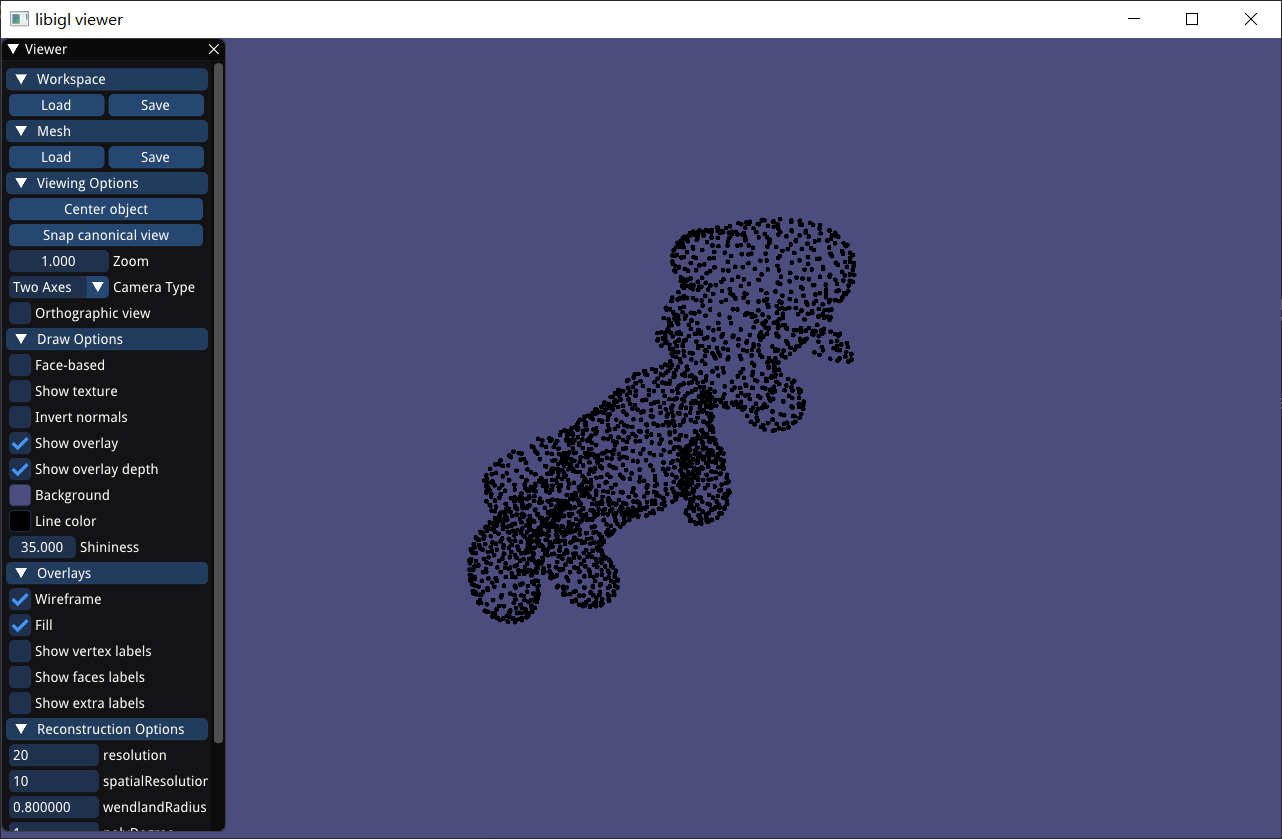 libigl viewer
Viewer
Workspace
Load Save
Mesh
Load Save
Viewing Options
Center object
Snap canonical view
1.000 Zoom
Two Axes Camera Type
Orthographic view
Draw Options
Face-based
Show texture
Invert normals
Show overlay
Show overlay depth
Background
Line color
35.000 Shininess
Overlays
Wireframe
Fill
Show vertex labels
Show faces labels
Show extra labels
Reconstruction Options
20 resolution
10 spatialResolution
0.800000 wendlandRadius